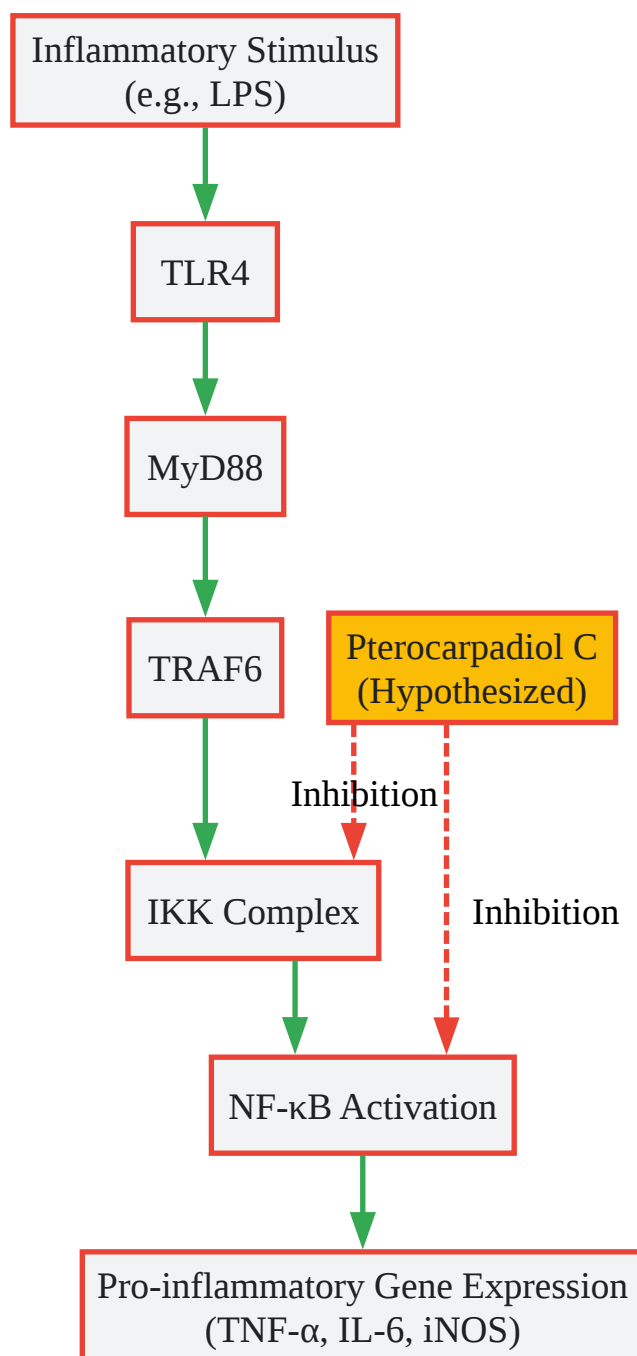 Inflammatory Stimulus
(e.g., LPS)
TLR4
MyD88
TRAF6
Pterocarpadiol C
(Hypothesized)
Inhibition
IKK Complex
Inhibition
NF-κB Activation
Pro-inflammatory Gene Expression
(TNF-α, IL-6, iNOS)